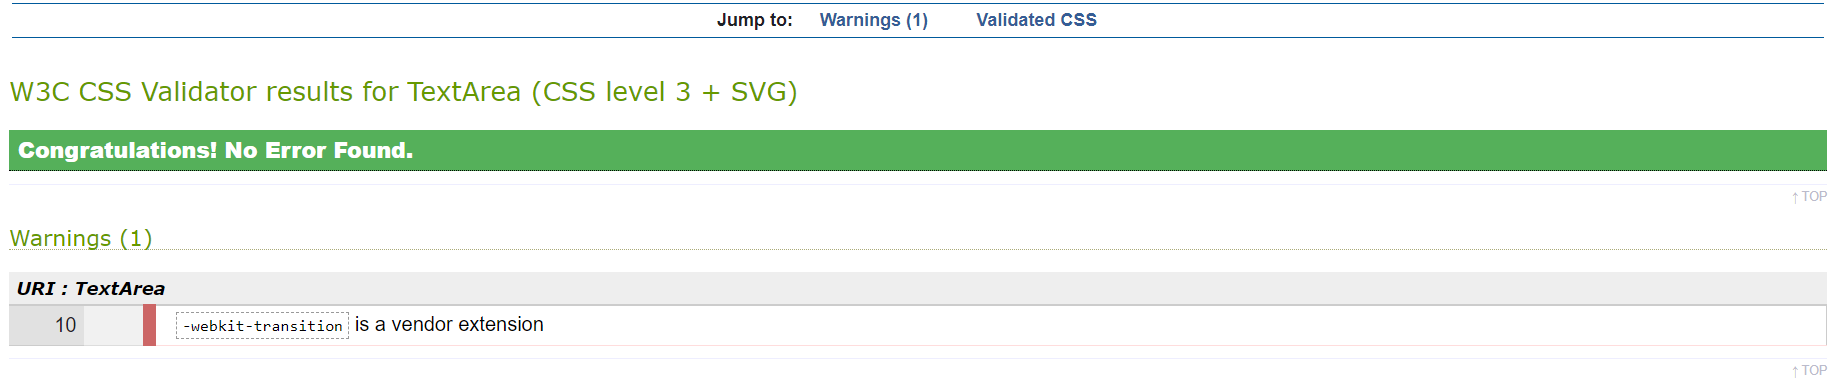 Jump to: Warnings (1) Validated CSS
W3C CSS Validator results for TextArea (CSS level 3 + SVG)
Congratulations! No Error Found.
↑ TOP
Warnings (1)
URI : TextArea
10 -webkit-transition is a vendor extension
↑ TOP